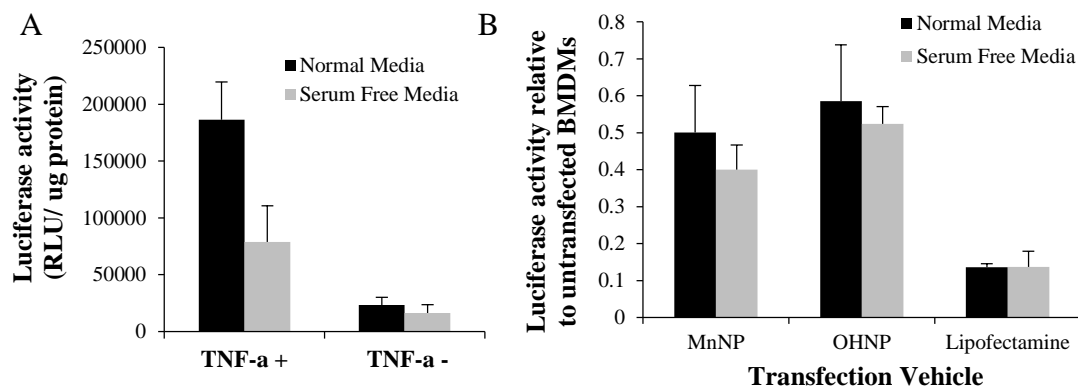 A
Luciferase activity
(RLU/ ug protein)
250000
200000
150000
100000
50000
0
Normal Media
Serum Free Media
TNF-a +
TNF-a -
B
Luciferase activity relative
to untransfected BMDMs
0.8
0.7
0.6
0.5
0.4
0.3
0.2
0.1
0
Normal Media
Serum Free Media
MnNP
OHNP
Lipofectamine
Transfection Vehicle